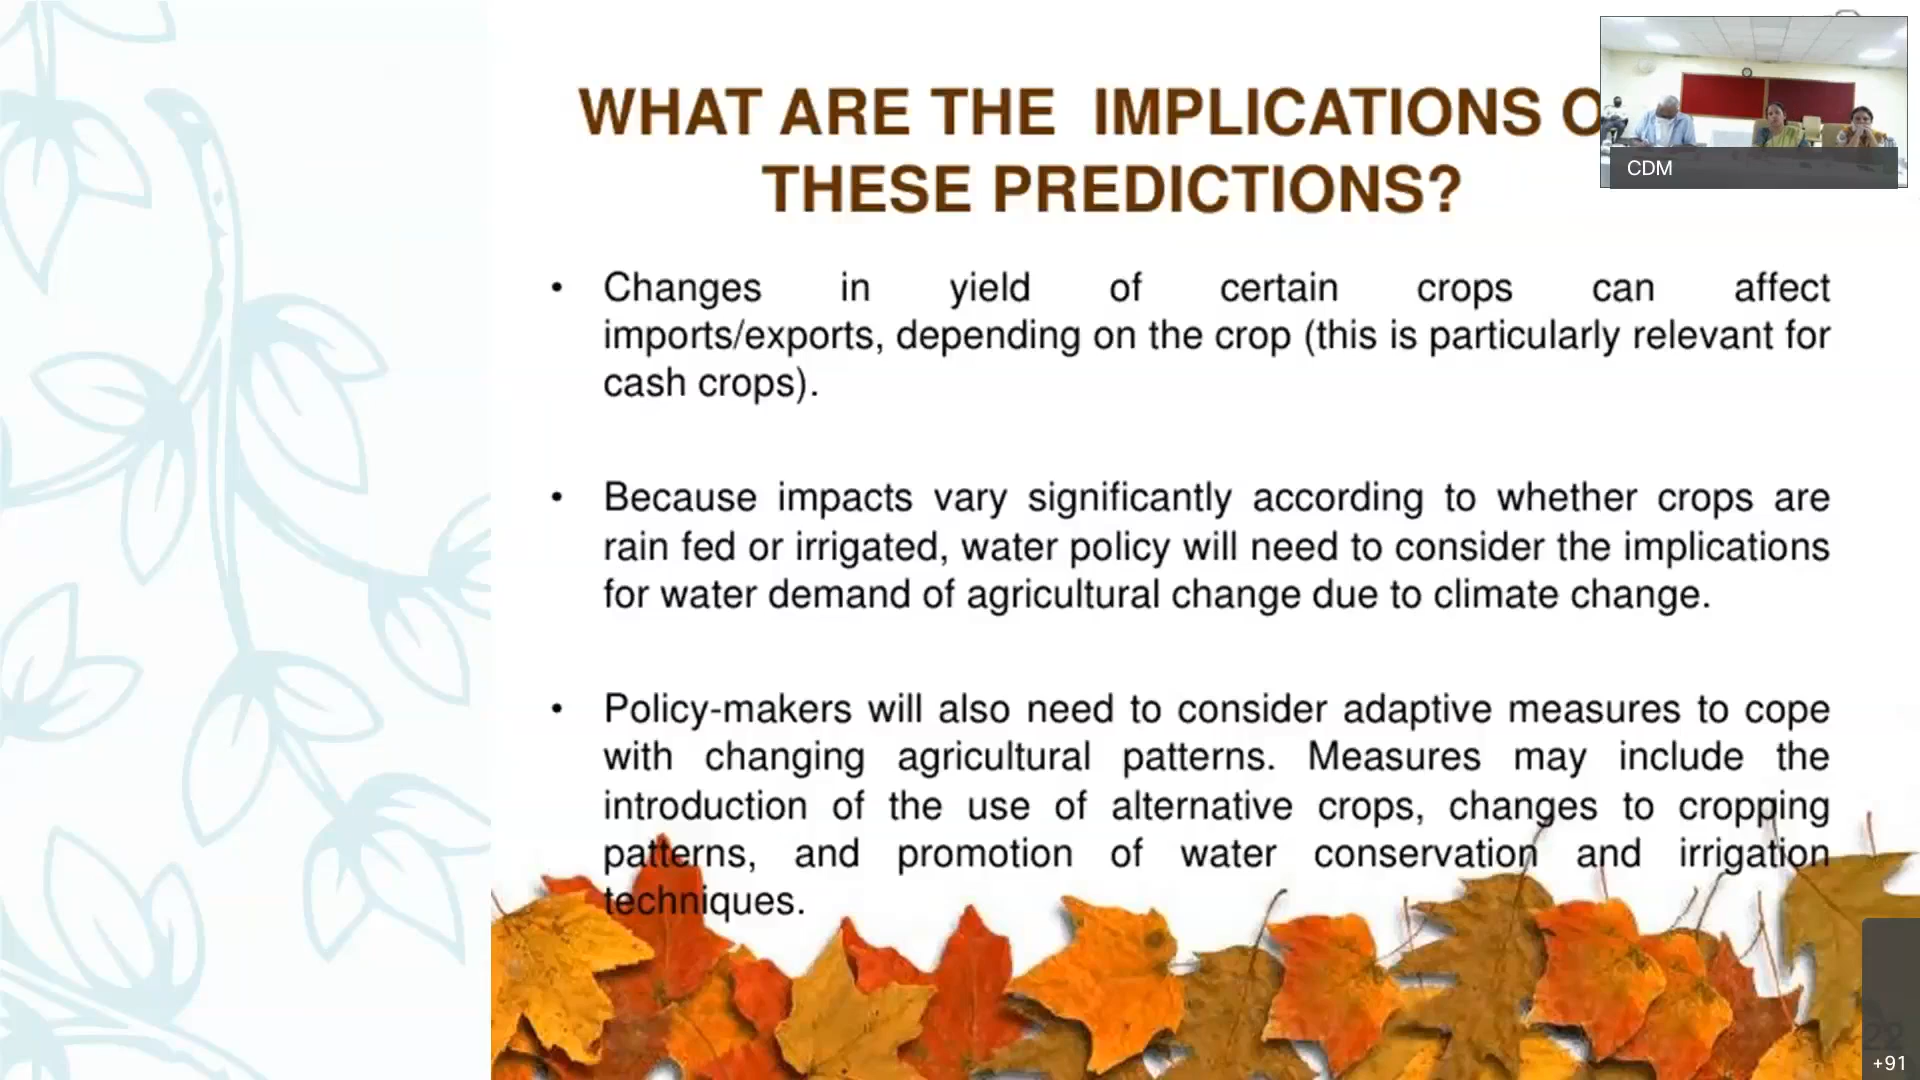 WHAT ARE THE IMPLICATIONS O
THESE PREDICTIONS?
CDM
• Changes in yield of certain crops can affect
imports/exports, depending on the crop (this is particularly relevant for
cash crops).
• Because impacts vary significantly according to whether crops are
rain fed or irrigated, water policy will need to consider the implications
for water demand of agricultural change due to climate change.
• Policy-makers will also need to consider adaptive measures to cope
with changing agricultural patterns. Measures may include the
introduction of the use of alternative crops, changes to cropping
patterns, and promotion of water conservation and irrigation
techniques.
22
+91